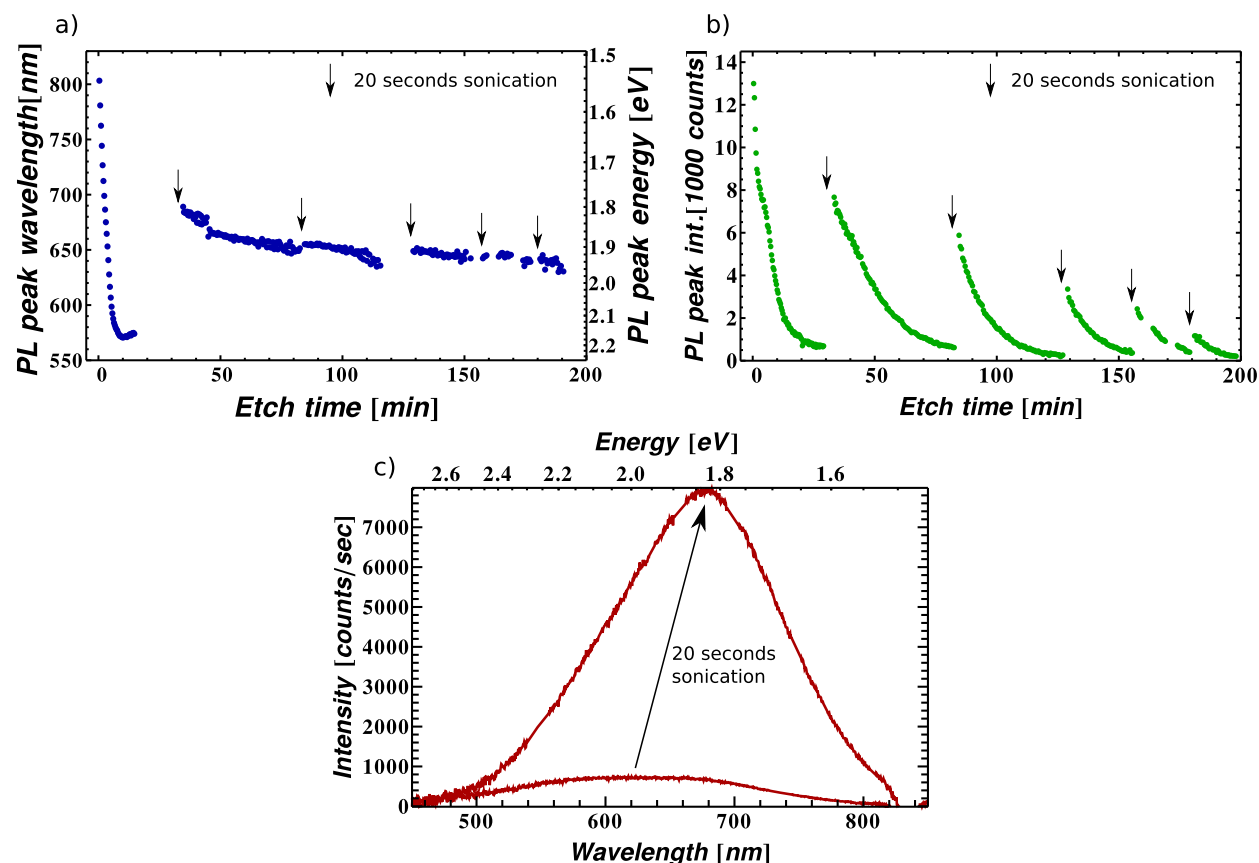 a)
PL peak wavelength[nm]
800
750
700
650
600
550
0
50
100
150
200
Etch time [min]
20 seconds sonication
1.5
1.6
1.7
1.8
1.9
2.0
2.1
2.2
PL peak energy [eV]
b)
PL peak int.[1000 counts]
14
12
10
8
6
4
2
0
0
50
100
150
200
Etch time [min]
20 seconds sonication
c)
Energy [eV]
2.6 2.4 2.2 2.0 1.8 1.6
Intensity [counts/sec]
7000
6000
5000
4000
3000
2000
1000
0
20 seconds
sonication
500 600 700 800
Wavelength [nm]